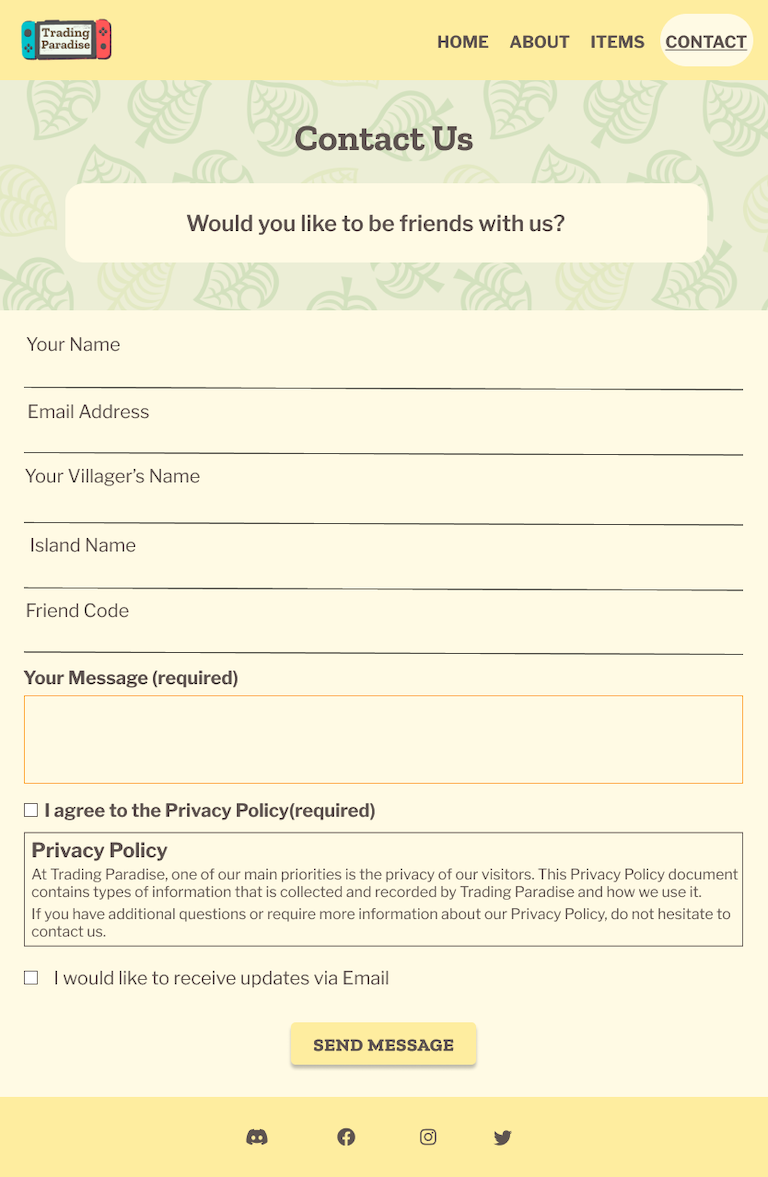 Trading
Paradise
HOME ABOUT ITEMS CONTACT
Contact Us
Would you like to be friends with us?
Your Name
Email Address
Your Villager’s Name
Island Name
Friend Code
Your Message (required)
I agree to the Privacy Policy(required)
Privacy Policy
At Trading Paradise, one of our main priorities is the privacy of our visitors. This Privacy Policy document
contains types of information that is collected and recorded by Trading Paradise and how we use it.
If you have additional questions or require more information about our Privacy Policy, do not hesitate to
contact us.
I would like to receive updates via Email
SEND MESSAGE